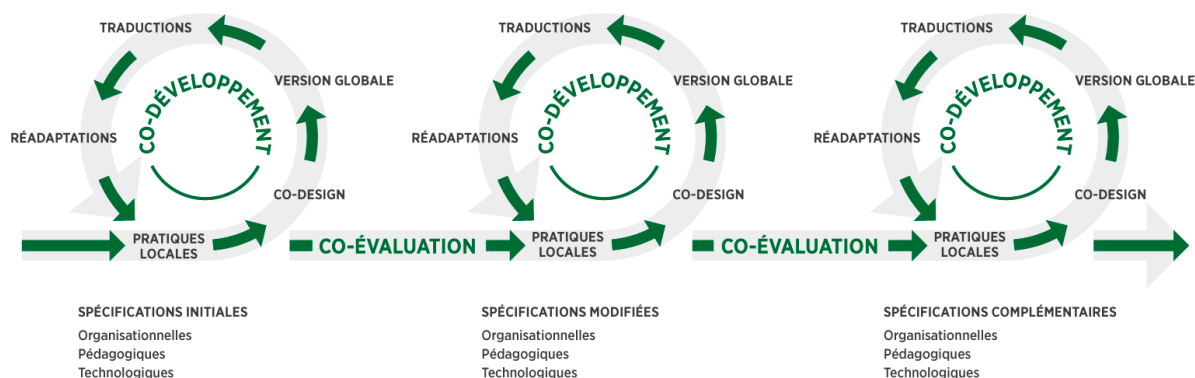 TRADUCTIONS
VERSION GLOBALE
CO-DÉVELOPPEMENT
RÉADAPTATIONS
CO-DESIGN
PRATIQUES
LOCALES
CO-ÉVALUATION
TRADUCTIONS
VERSION GLOBALE
CO-DÉVELOPPEMENT
RÉADAPTATIONS
CO-DESIGN
PRATIQUES
LOCALES
CO-ÉVALUATION
TRADUCTIONS
VERSION GLOBALE
CO-DÉVELOPPEMENT
RÉADAPTATIONS
CO-DESIGN
PRATIQUES
LOCALES
SPÉCIFICATIONS INITIALES
Organisationnelles
Pédagogiques
Technologiques
SPÉCIFICATIONS MODIFIÉES
Organisationnelles
Pédagogiques
Technologiques
SPÉCIFICATIONS COMPLÉMENTAIRES
Organisationnelles
Pédagogiques
Technologiques